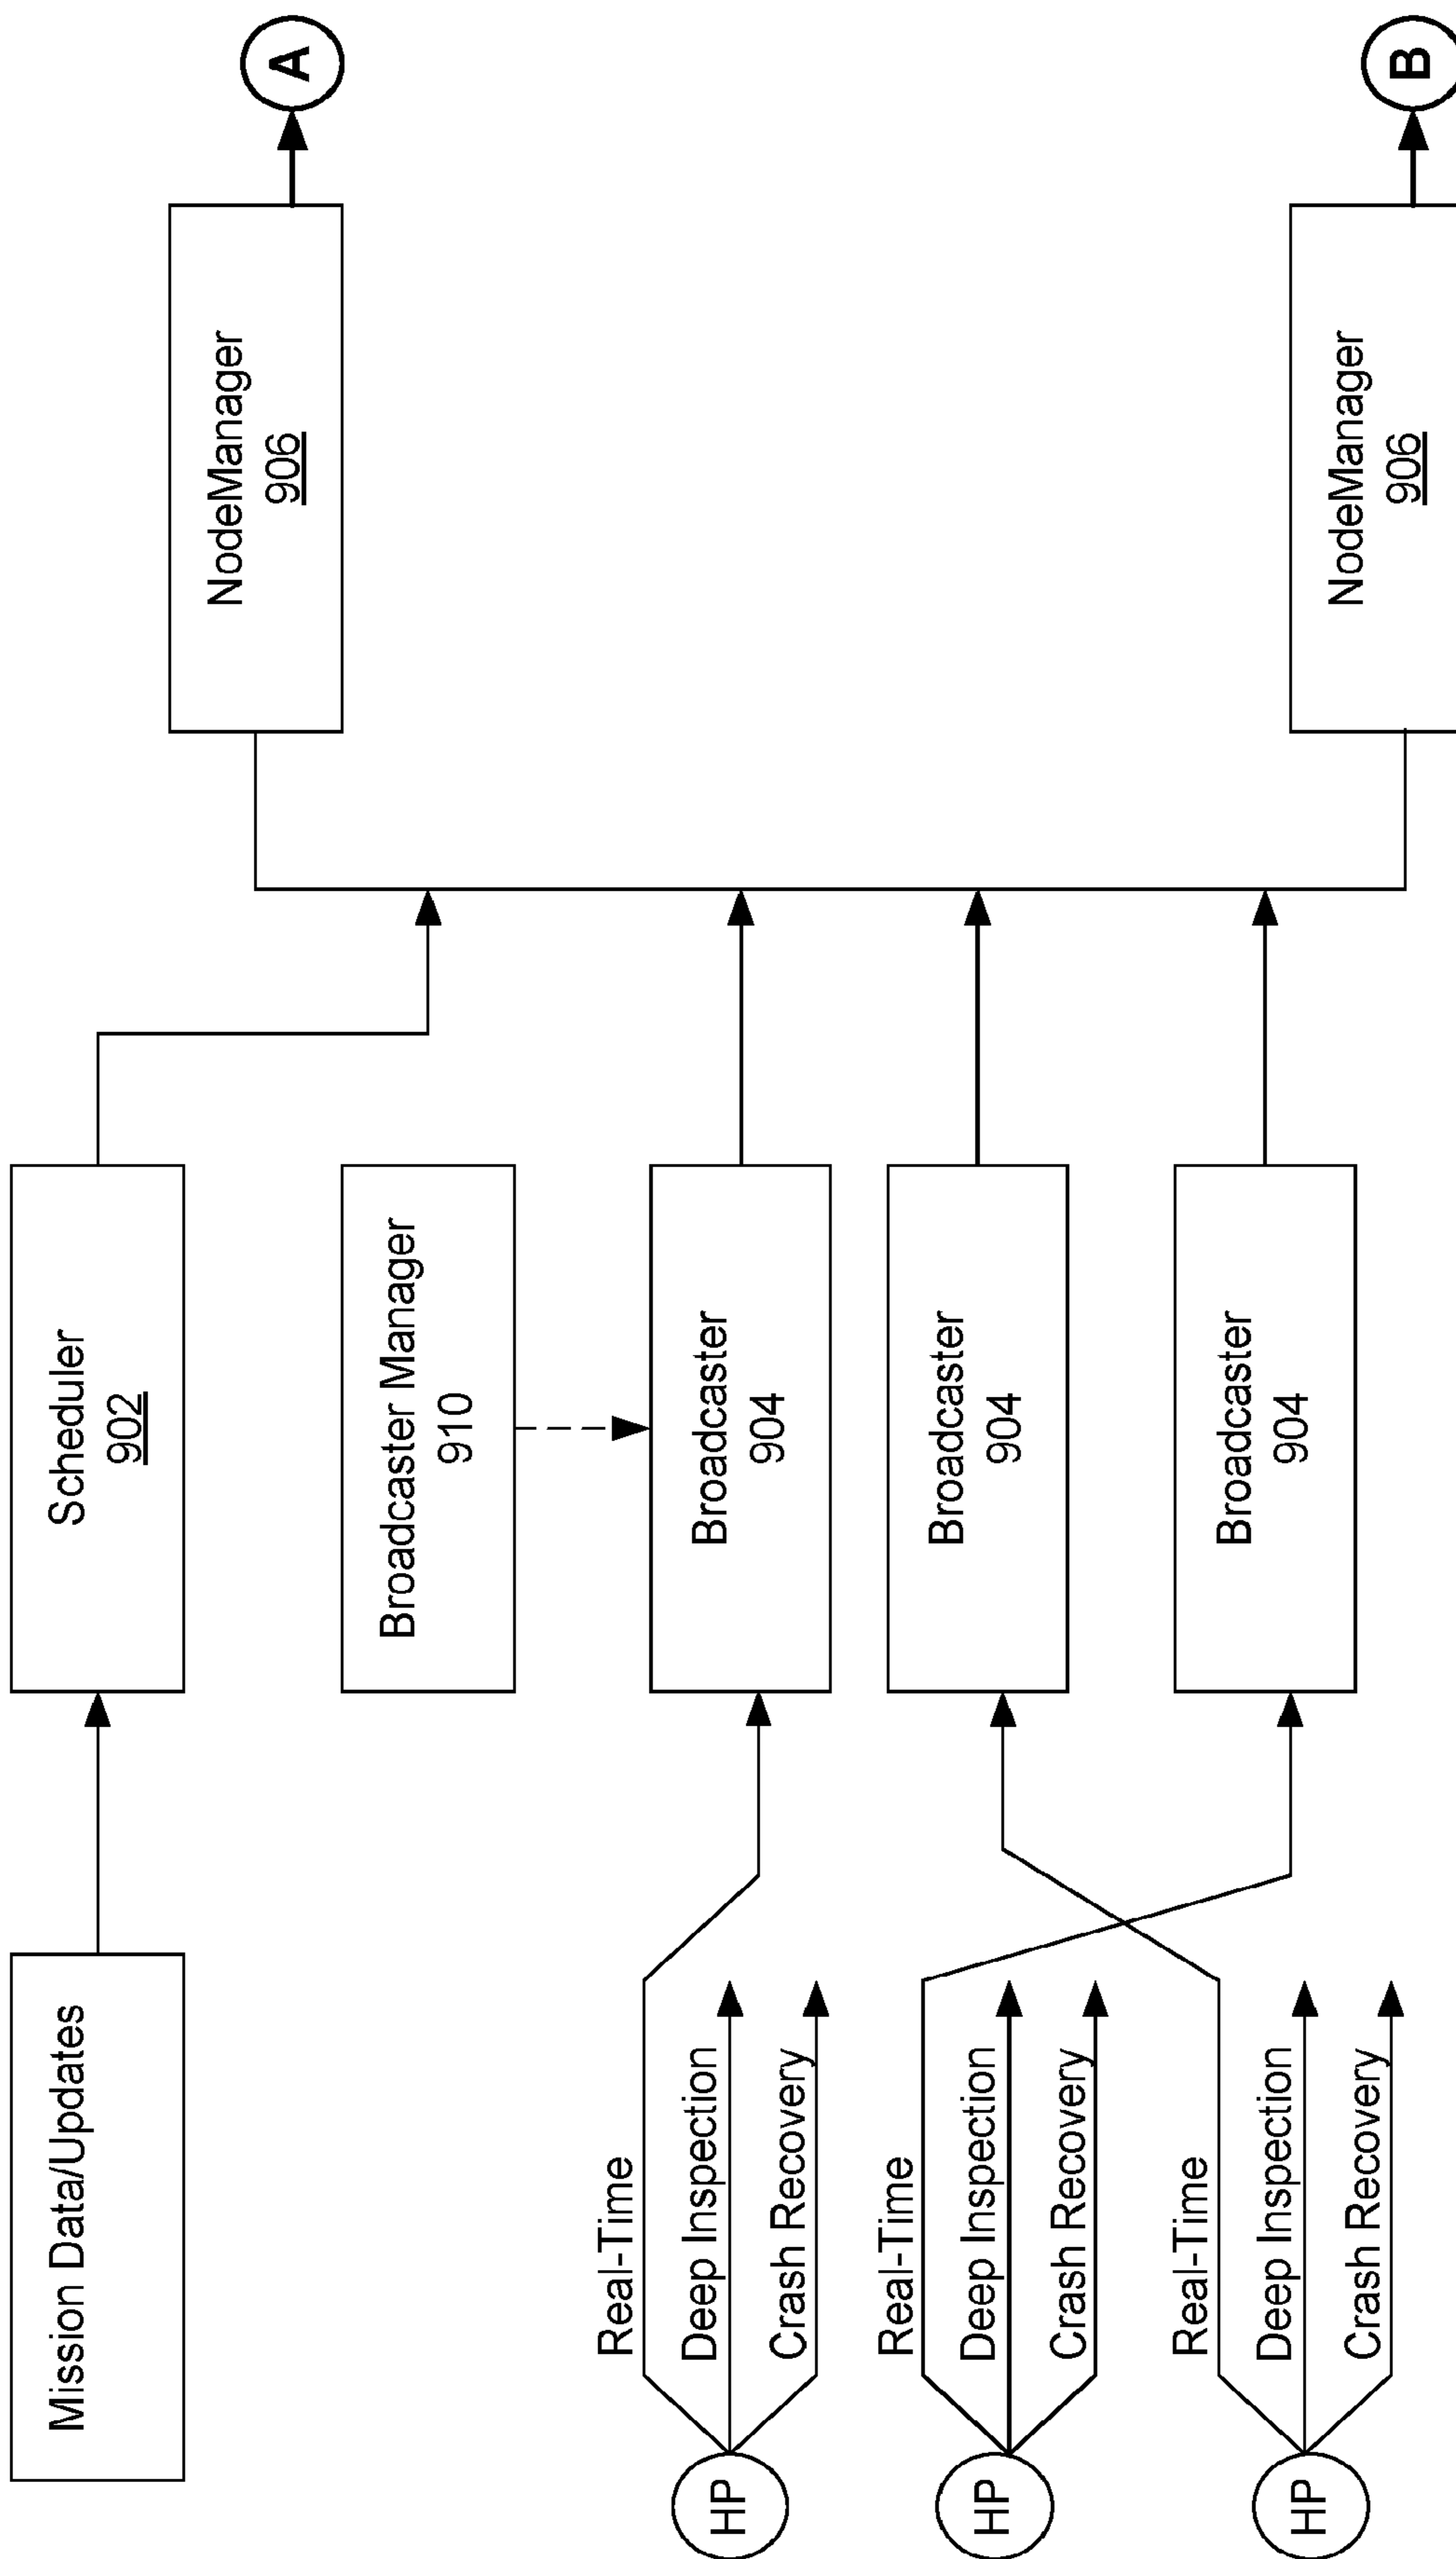 Mission Data/Updates
Scheduler
902
NodeManager
906
A
Broadcaster Manager
910
HP
Real-Time
Deep Inspection
Crash Recovery
Broadcaster
904
HP
Real-Time
Deep Inspection
Crash Recovery
Broadcaster
904
HP
Real-Time
Deep Inspection
Crash Recovery
Broadcaster
904
NodeManager
906
B